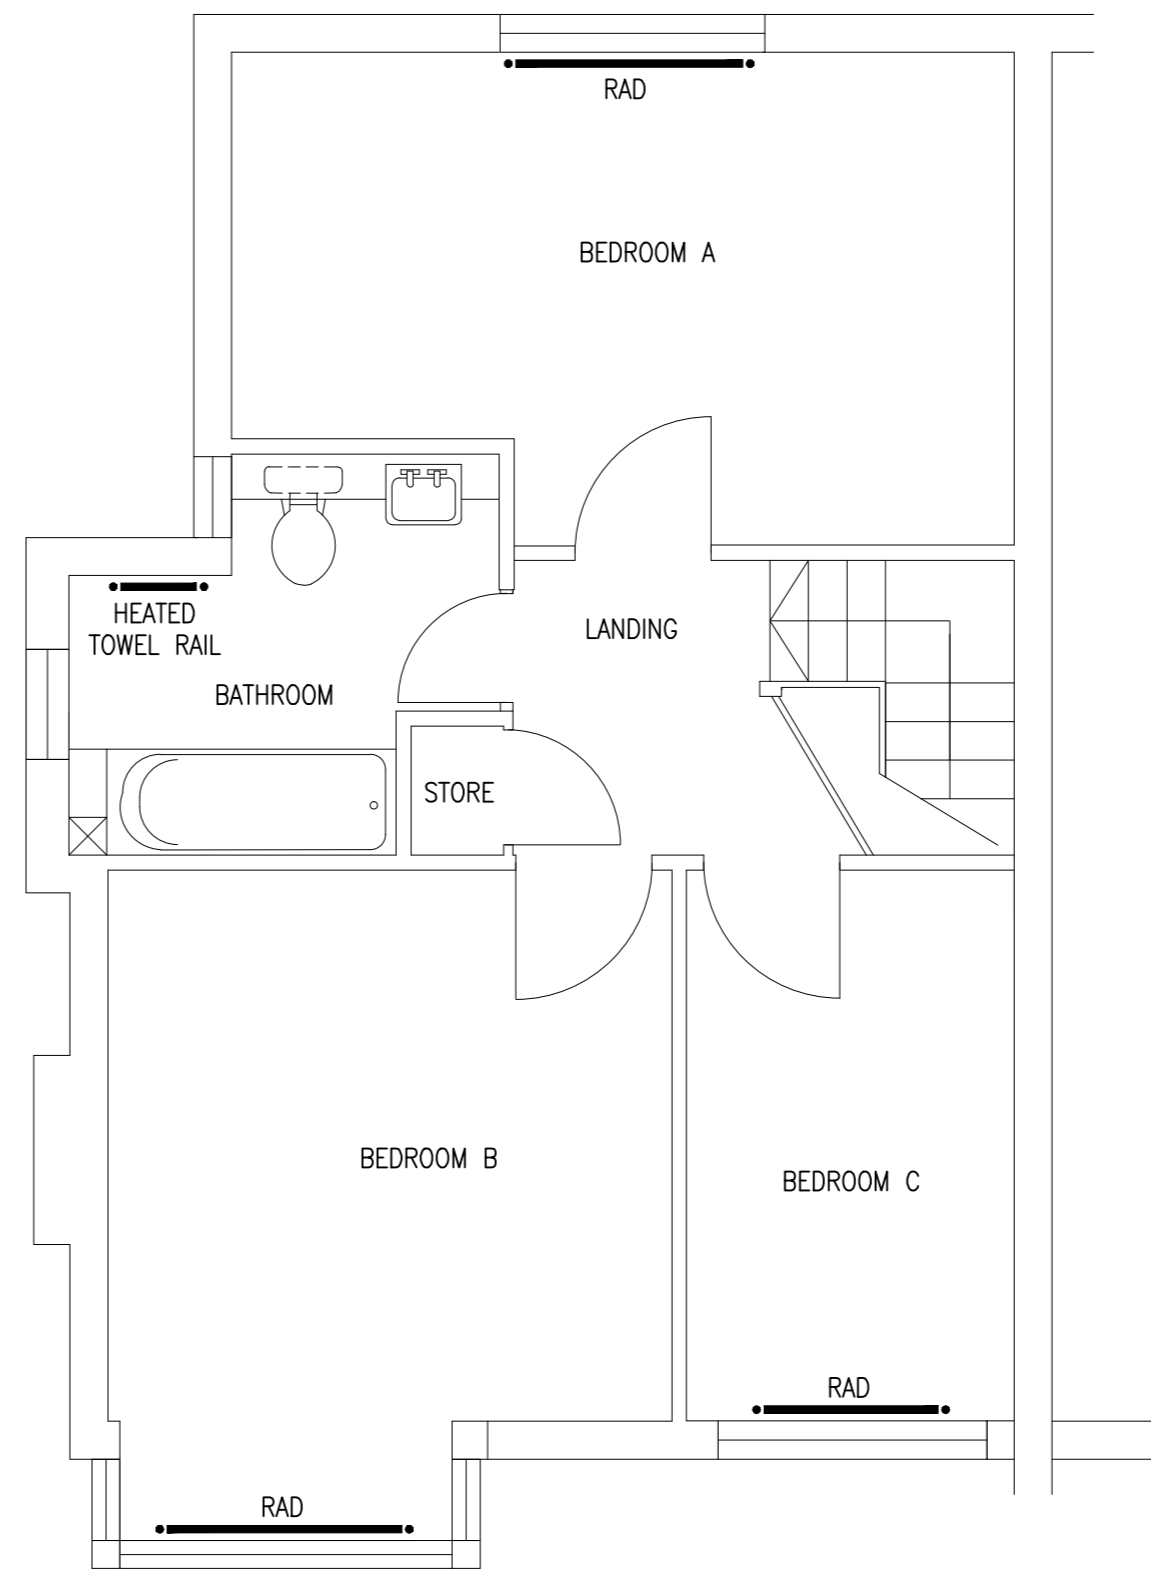 RAD
BEDROOM A
HEATED
TOWEL RAIL
LANDING
BATHROOM
STORE
BEDROOM B
BEDROOM C
RAD
RAD